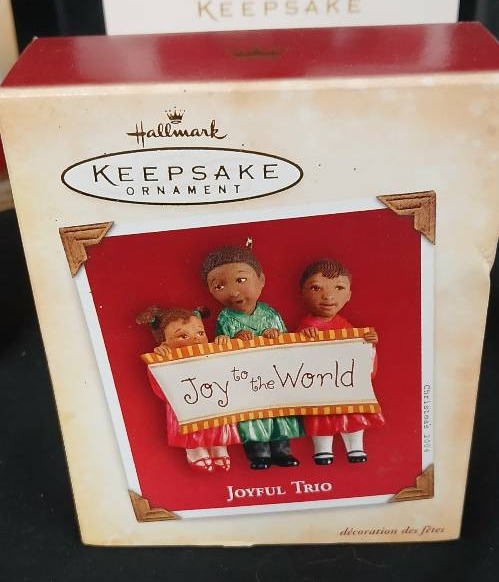 KEEPSAKE
Hallmark
KEEPSAKE
ORNAMENT
Joy to the World
Christmas 2004
JOYFUL TRIO
décoration des fêtes